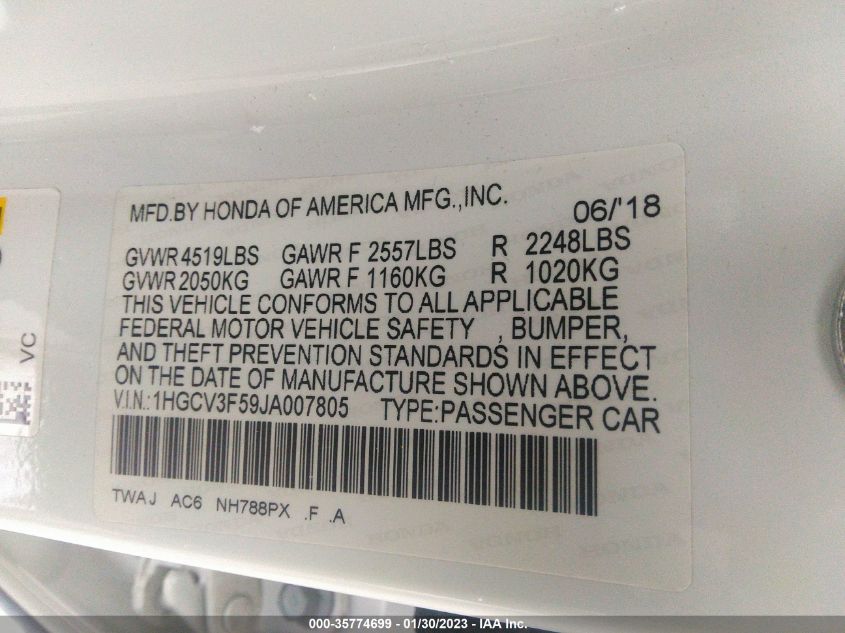 MFD.BY HONDA OF AMERICA MFG.,INC. 06/'18
GVWR 4519LBS GAWR F 2557LBS R 2248LBS
GVWR 2050KG GAWR F 1160KG R 1020KG
THIS VEHICLE CONFORMS TO ALL APPLICABLE
FEDERAL MOTOR VEHICLE SAFETY , BUMPER,
AND THEFT PREVENTION STANDARDS IN EFFECT
ON THE DATE OF MANUFACTURE SHOWN ABOVE.
V.I.N.:1HGCV3F59JA007805 TYPE:PASSENGER CAR
TWAJ AC6 NH788PX .F .A
VC
000-35774699 - 01/30/2023 - IAA Inc.